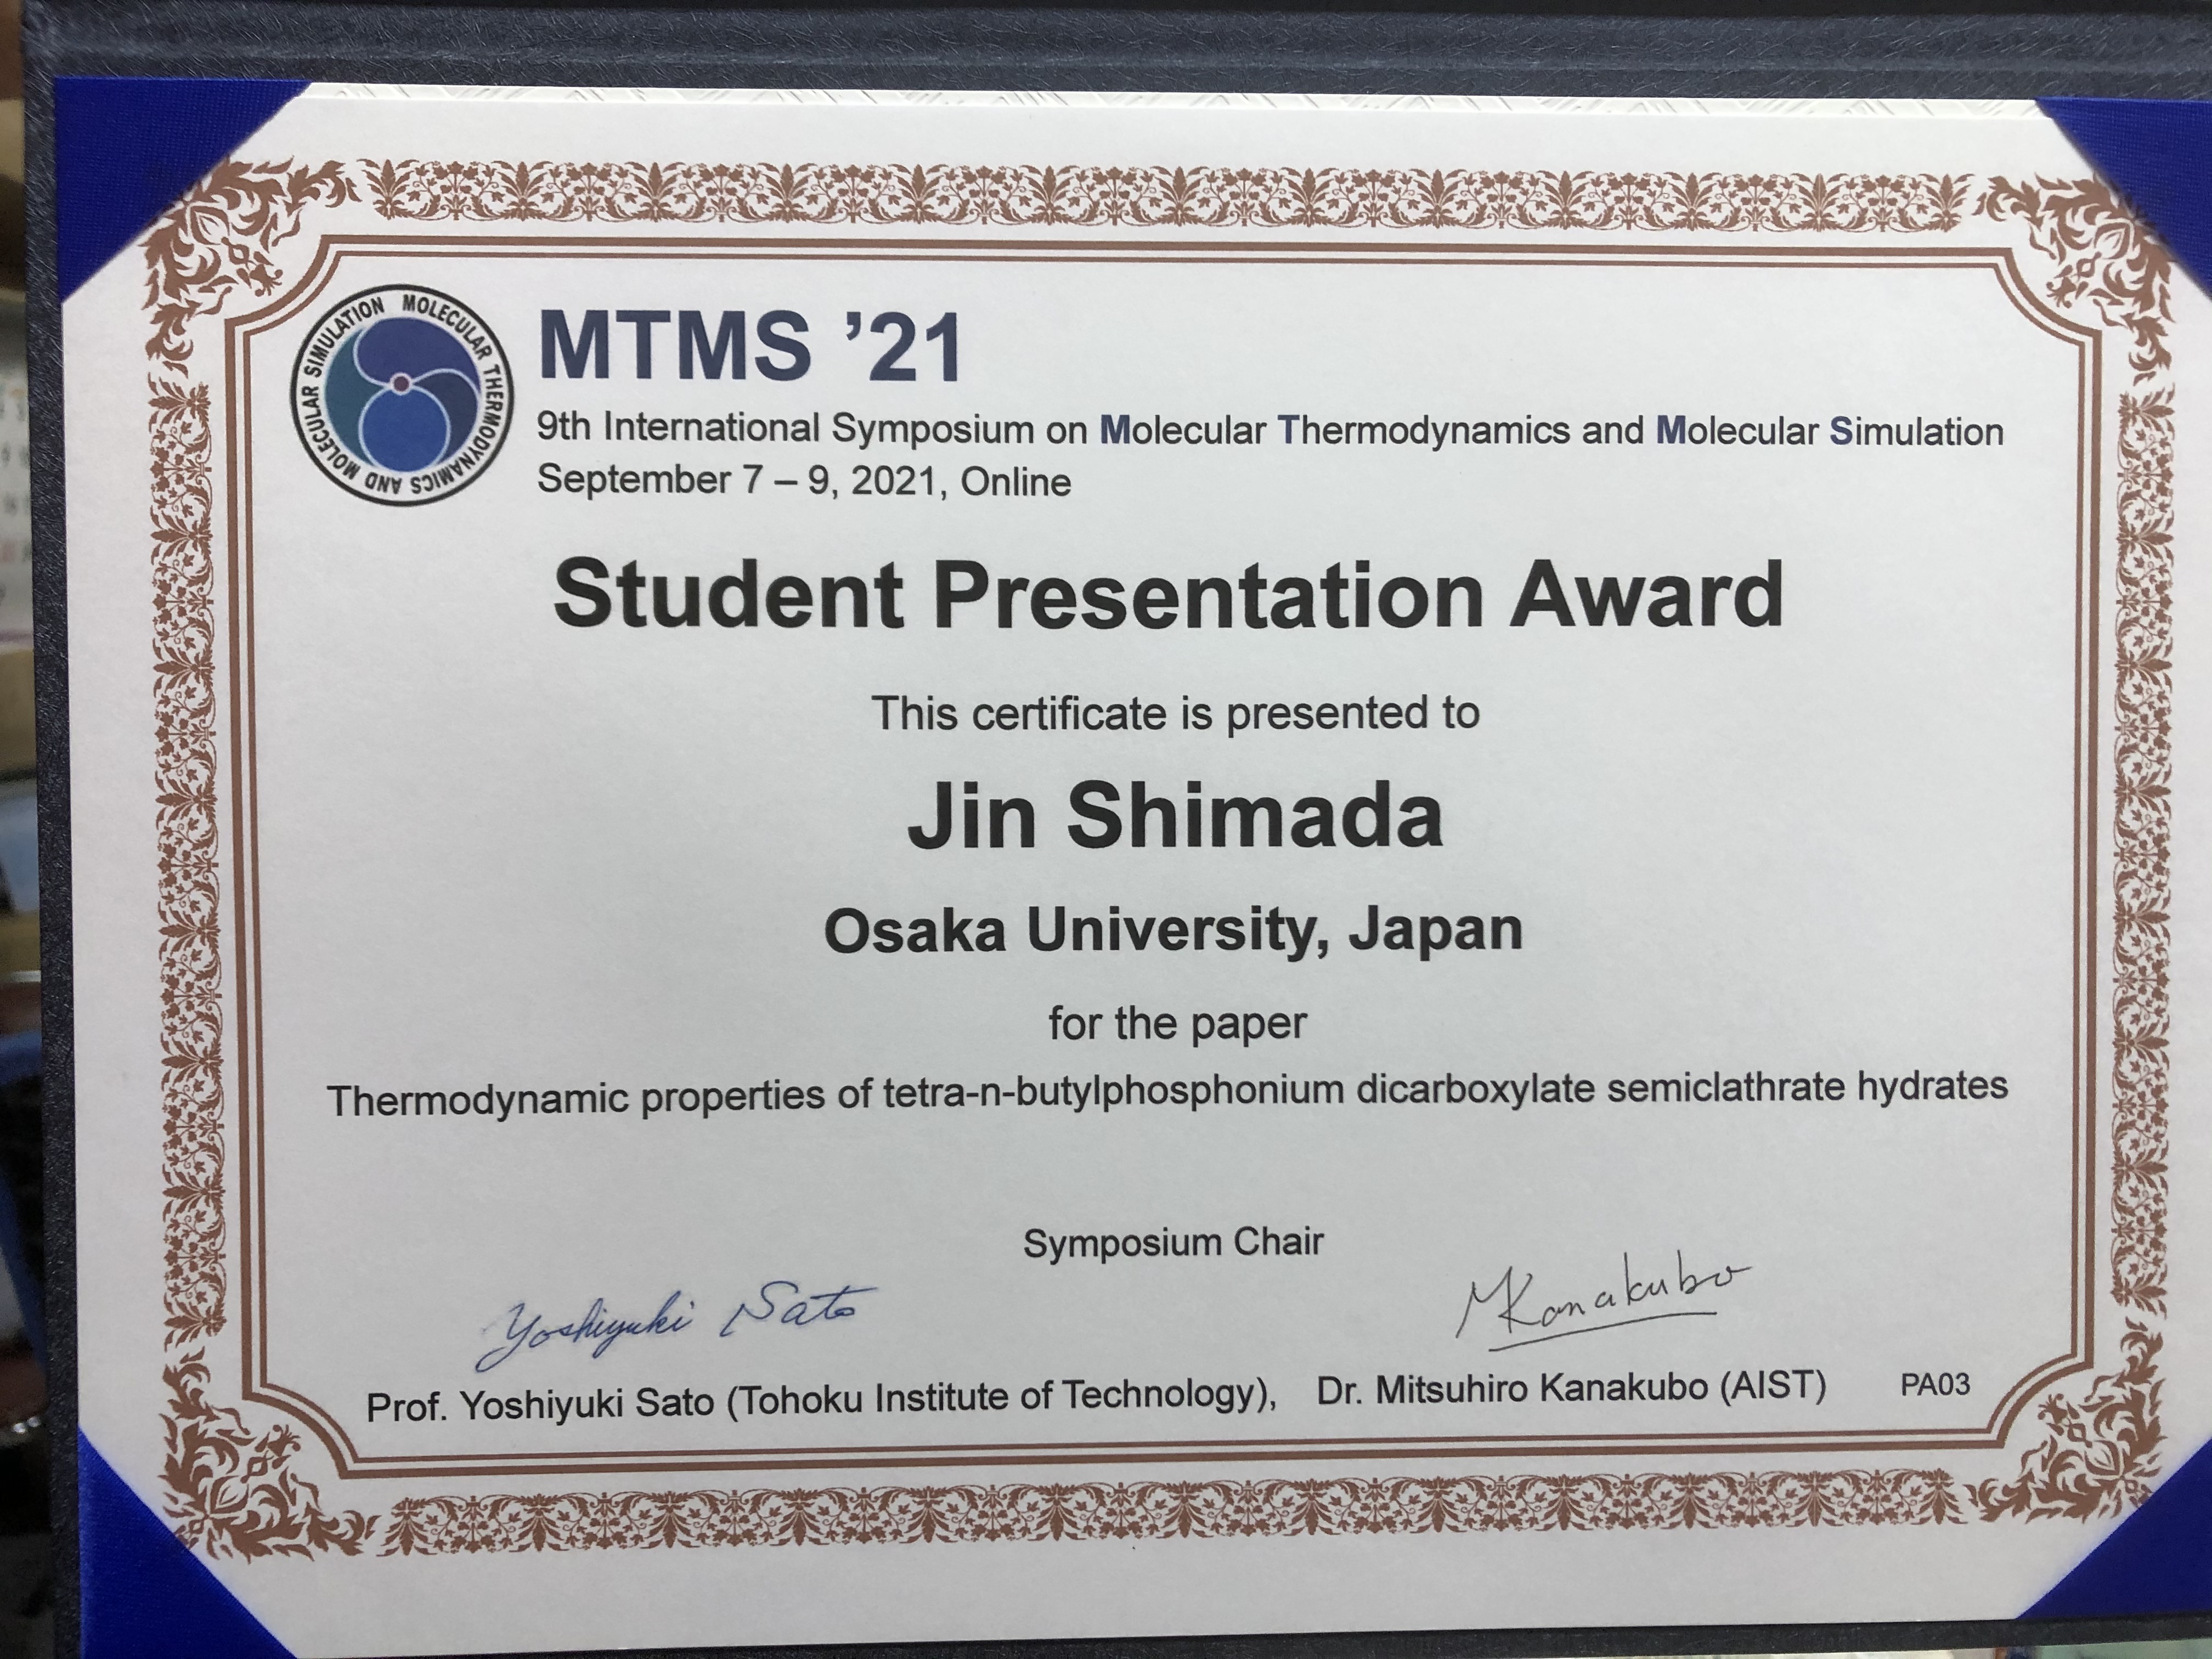 MOLECULAR THERMODYNAMICS AND MOLECULAR SIMULATION
MTMS ’21
9th International Symposium on Molecular Thermodynamics and Molecular Simulation
September 7 – 9, 2021, Online
Student Presentation Award
This certificate is presented to
Jin Shimada
Osaka University, Japan
for the paper
Thermodynamic properties of tetra-n-butylphosphonium dicarboxylate semiclathrate hydrates
Symposium Chair
Yoshiyuki Sato
MKanakubo
Prof. Yoshiyuki Sato (Tohoku Institute of Technology), Dr. Mitsuhiro Kanakubo (AIST) PA03